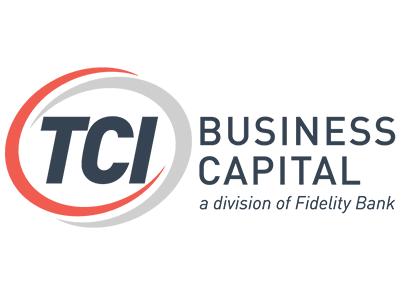 TCI
BUSINESS
CAPITAL
a division of Fidelity Bank